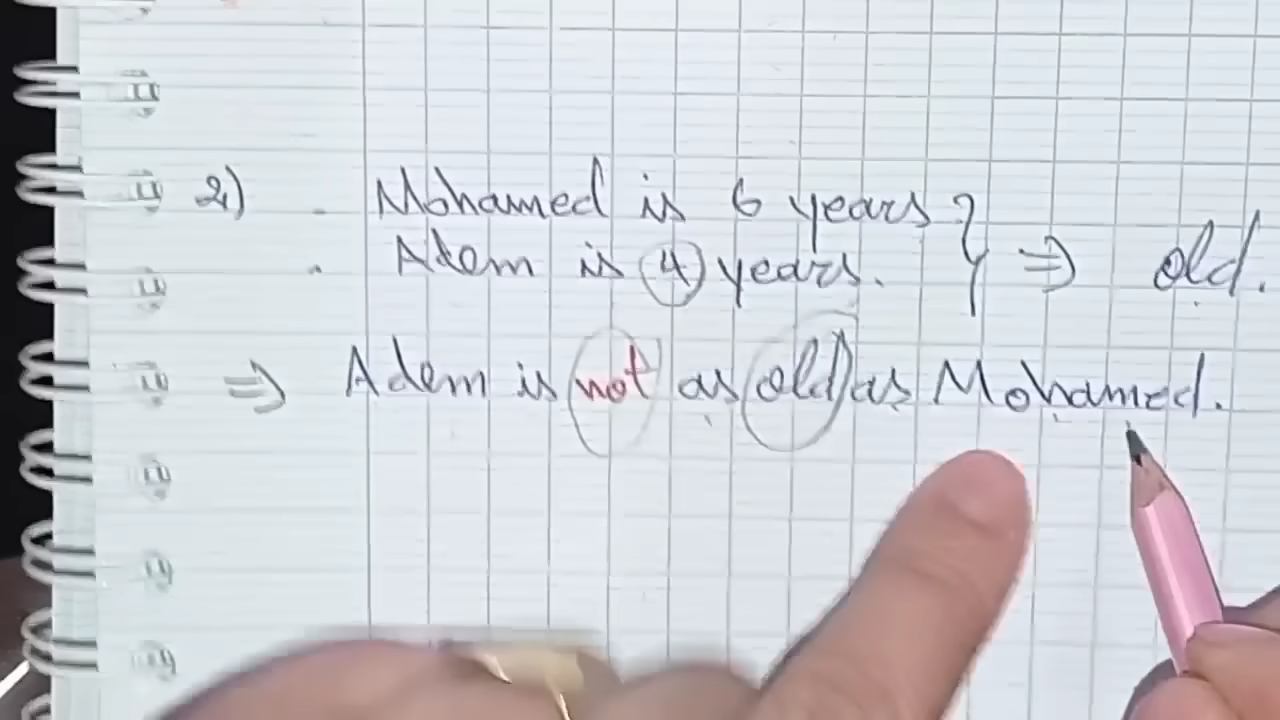 2) . Mohamed is 6 years } ⇒ old.
. Adem is 4 years.
⇒ Adem is not as old as Mohamed.